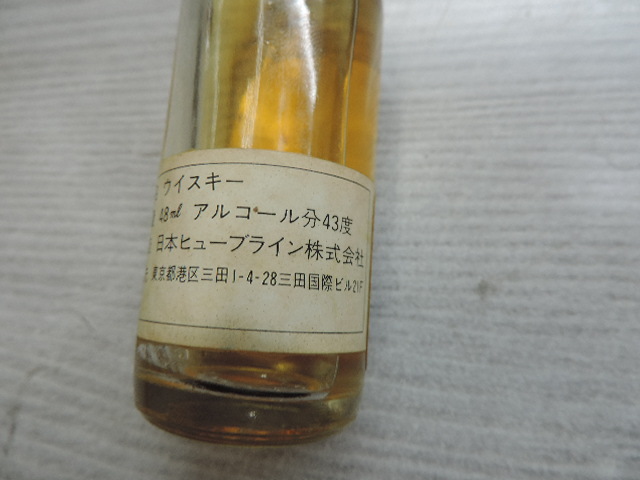 ウイスキー
48ml アルコール分43度
日本ヒューブライン株式会社
東京都港区三田1-4-28三田国際ビル21F